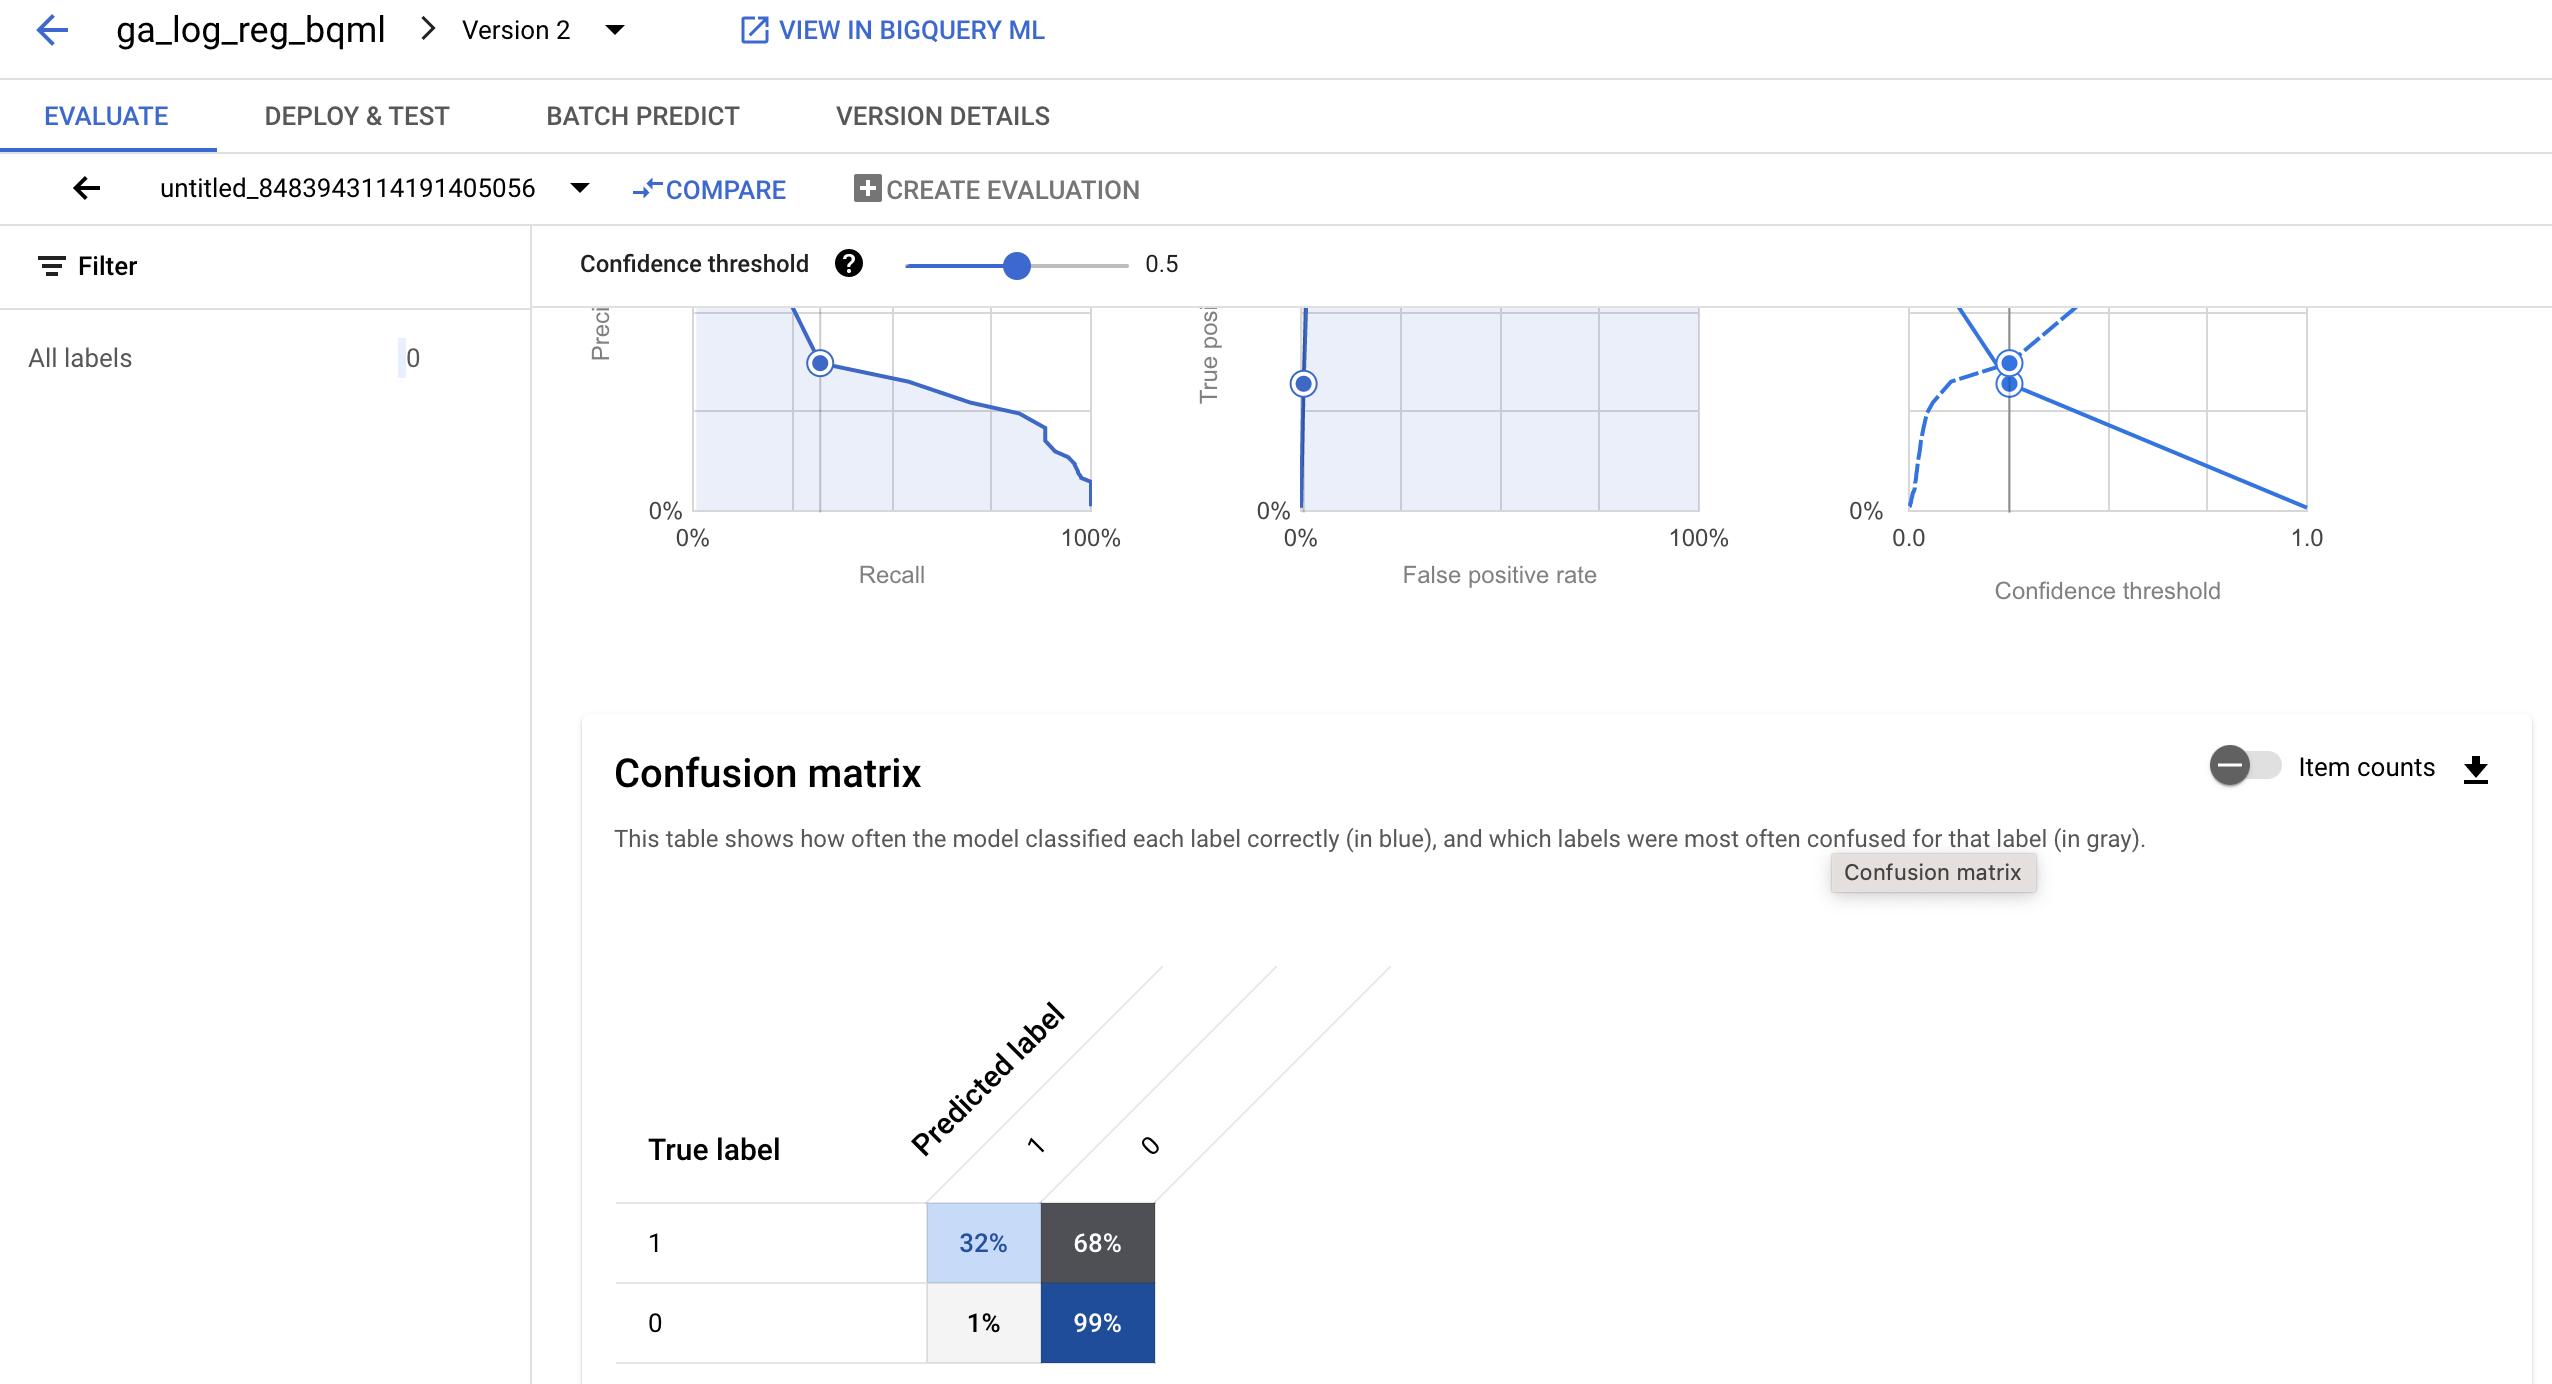 ga_log_reg_bqml > Version 2 VIEW IN BIGQUERY ML
EVALUATE DEPLOY & TEST BATCH PREDICT VERSION DETAILS
untitled_8483943114191405056 COMPARE CREATE EVALUATION
Filter
Confidence threshold ? 0.5
All labels 0
Preci
True posi
0% 0% 0%
0% 100% 0% 100% 0.0 1.0
Recall False positive rate Confidence threshold
Confusion matrix Item counts
This table shows how often the model classified each label correctly (in blue), and which labels were most often confused for that label (in gray).
Confusion matrix
True label Predicted label 1 0
1 32% 68%
0 1% 99%